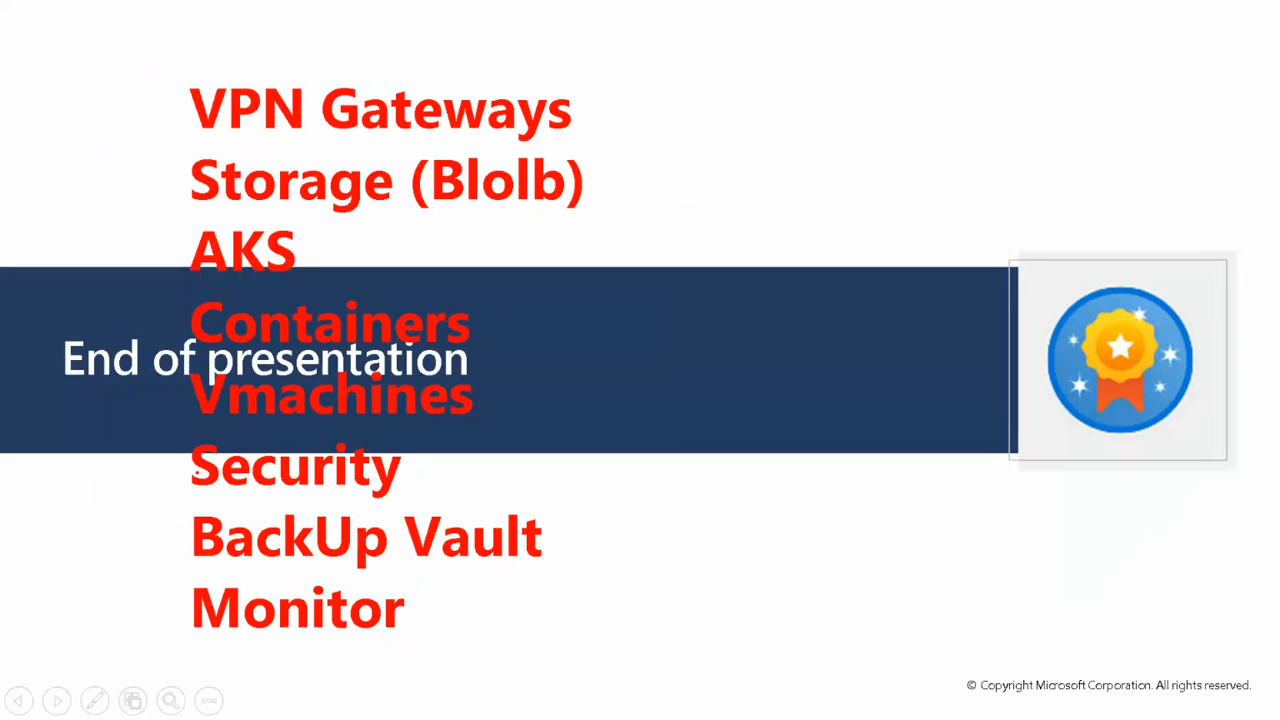 VPN Gateways
Storage (Blolb)
AKS
Containers
End of presentation
Vmachines
Security
BackUp Vault
Monitor
© Copyright Microsoft Corporation. All rights reserved.